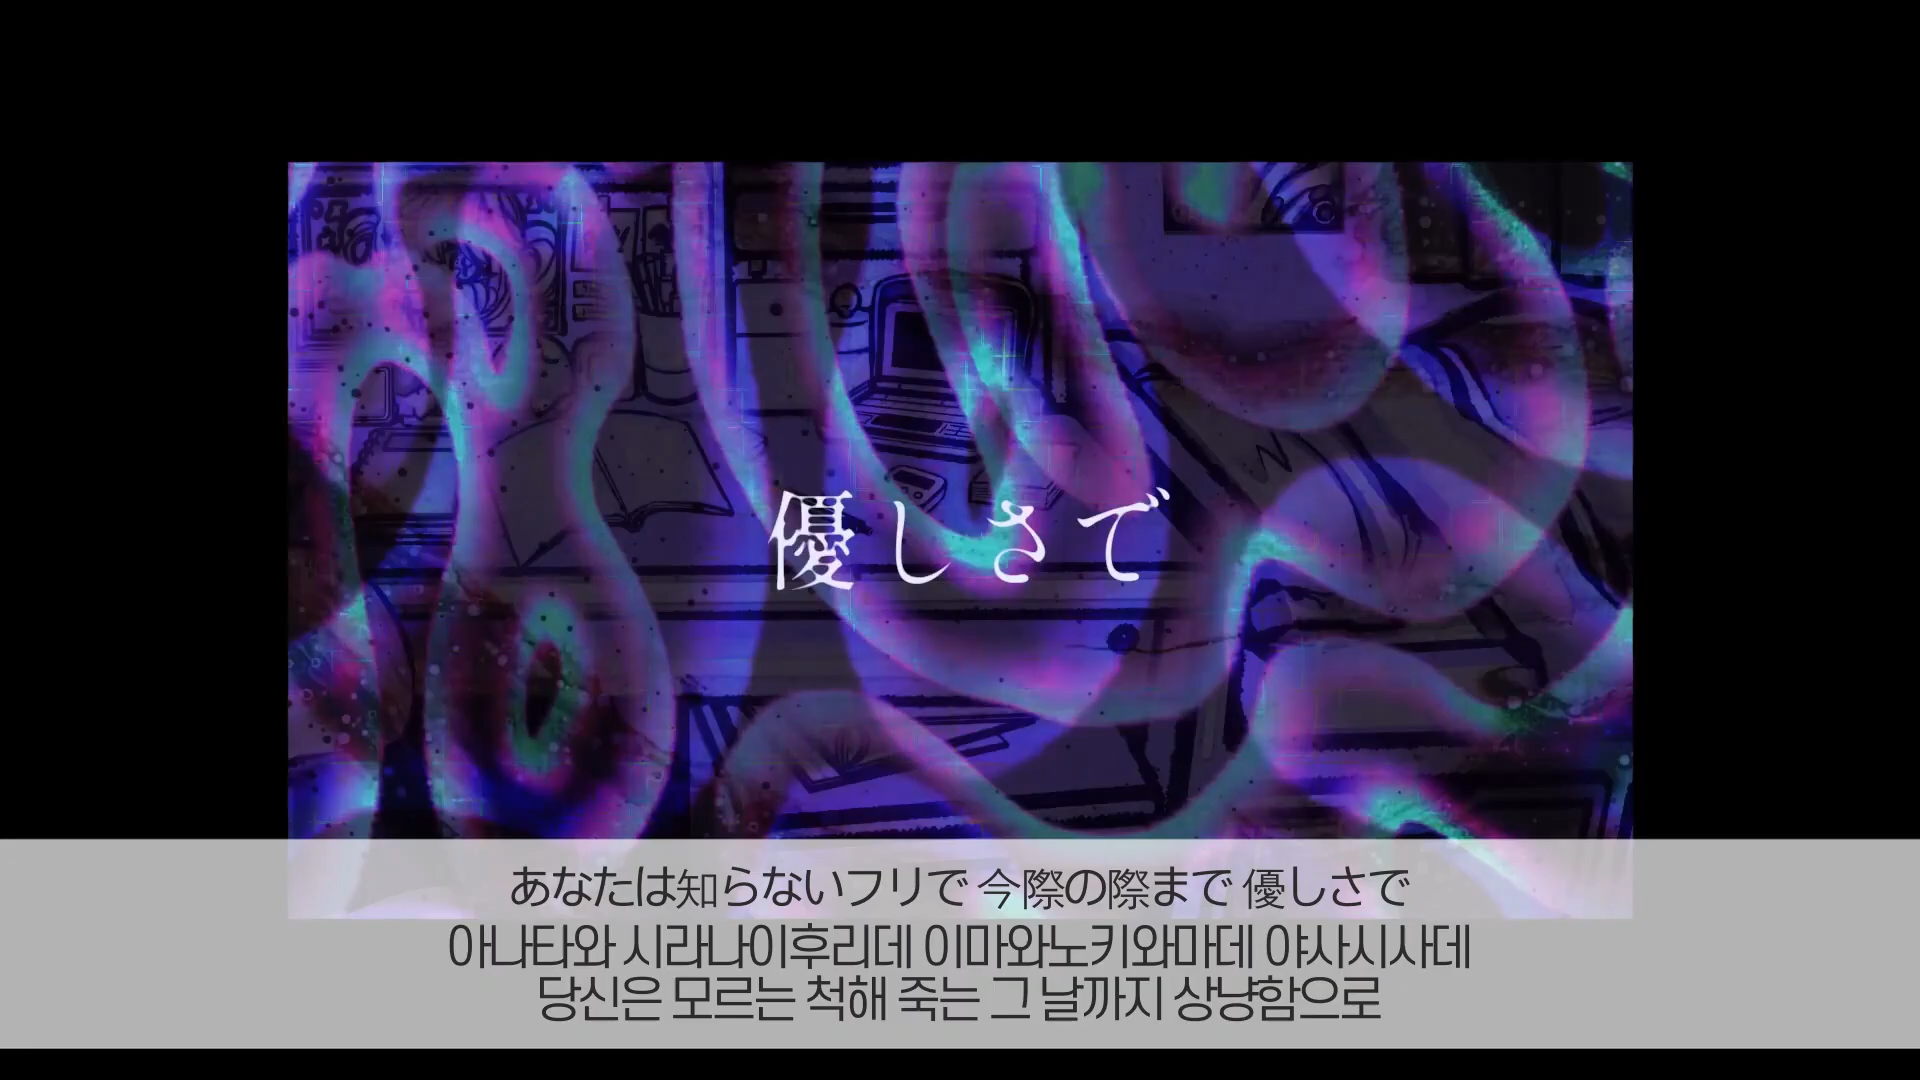 優しさで
あなたは知らないフリで 今際の際まで 優しさで
아나타와 시라나이후리데 이마와노키와마데 야사시사데
당신은 모르는 척해 죽는 그 날까지 상냥함으로